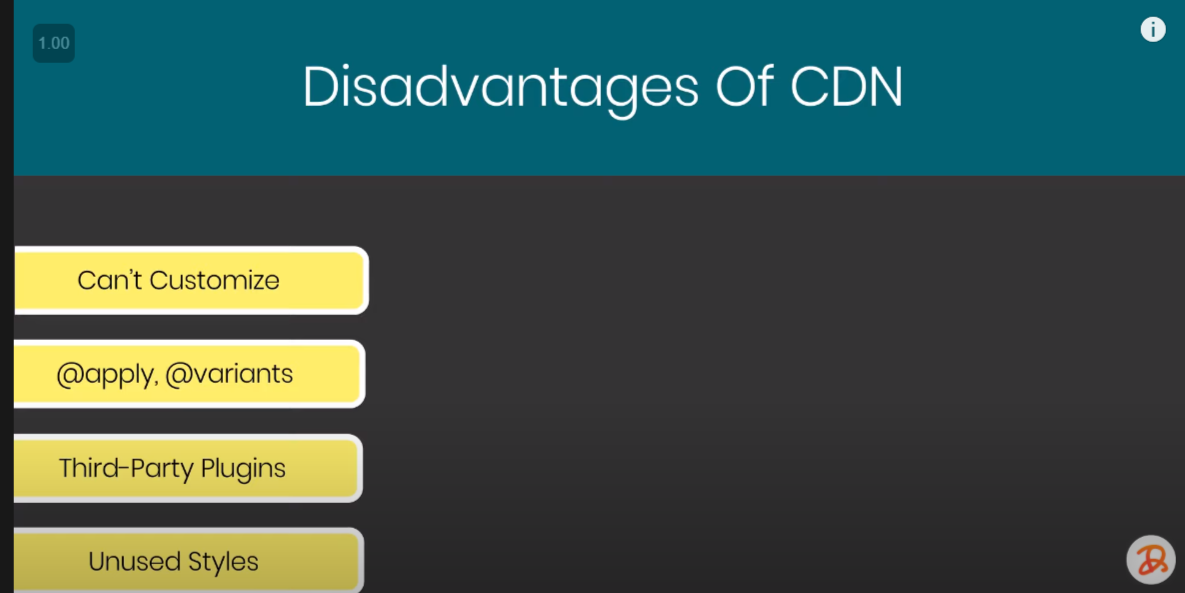 1.00
i
Disadvantages Of CDN
Can't Customize
@apply, @variants
Third-Party Plugins
Unused Styles